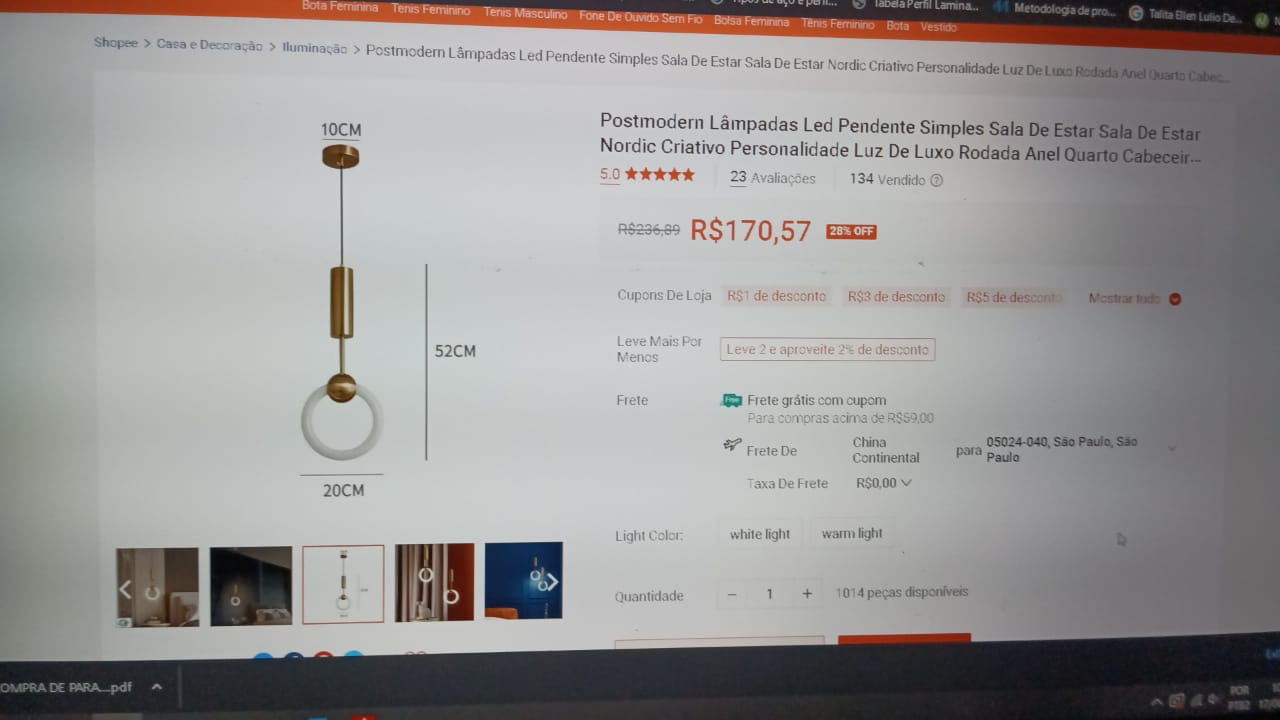 Tabela Perfil Lamina...
Metodologia de pro...
Talita Ellen Lulio De...
Bota Feminina Tenis Feminino Tenis Masculino Fone De Ouvido Sem Fio Bolsa Feminina Tênis Feminino Bota Vestido
Shopee > Casa e Decoração > Iluminação > Postmodern Lâmpadas Led Pendente Simples Sala De Estar Sala De Estar Nordic Criativo Personalidade Luz De Luxo Rodada Anel Quarto Cabec...
10CM
52CM
20CM
Postmodern Lâmpadas Led Pendente Simples Sala De Estar Sala De Estar
Nordic Criativo Personalidade Luz De Luxo Rodada Anel Quarto Cabeceir...
5.0 23 Avaliações 134 Vendido ?
R$236,89 R$170,57 28% OFF
Cupons De Loja R$1 de desconto R$3 de desconto R$5 de desconto Mostrar tudo
Leve Mais Por
Menos
Leve 2 e aproveite 2% de desconto
Frete
Free Frete grátis com cupom
Para compras acima de R$59,00
Frete De
China
Continental
para
05024-040, São Paulo, São
Paulo
Taxa De Frete R$0,00
Light Color: white light warm light
Quantidade − 1 + 1014 peças disponíveis
OMPRA DE PARA....pdf
POR